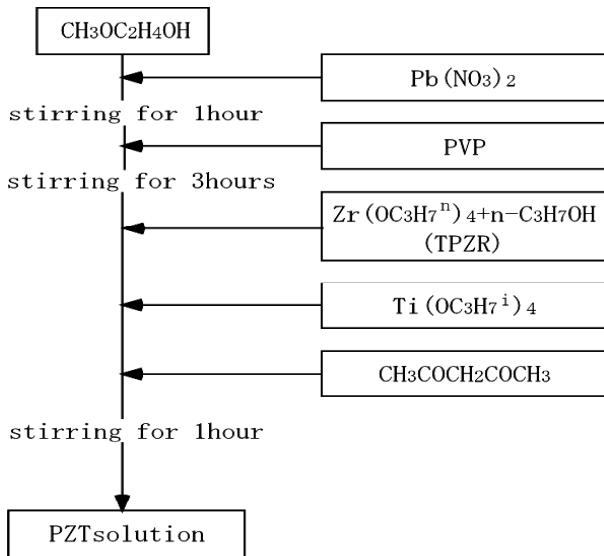 CH3OC2H4OH
Pb(NO3)2
stirring for 1hour
PVP
stirring for 3hours
Zr(OC3H7ⁿ)4+n-C3H7OH
(TPZR)
Ti(OC3H7ⁱ)4
CH3COCH2COCH3
stirring for 1hour
PZTsolution